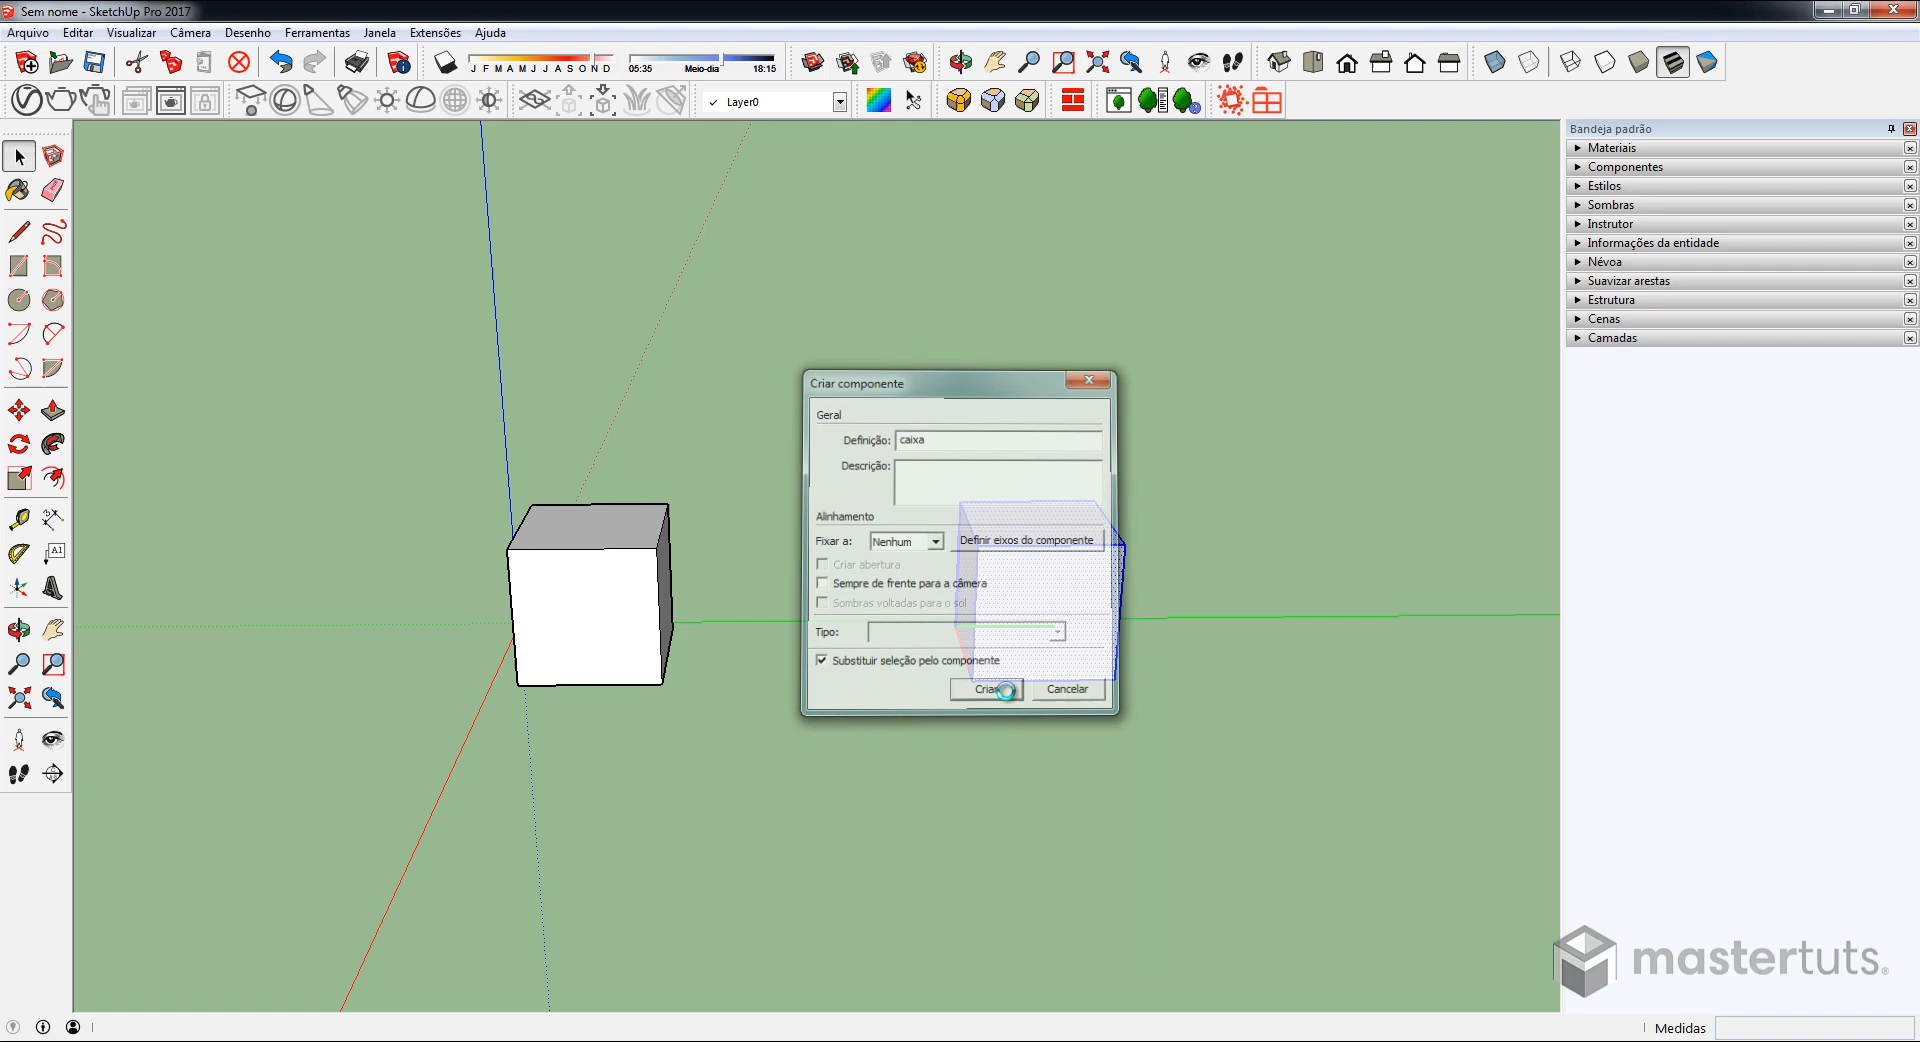 Sem nome - SketchUp Pro 2017
Arquivo Editar Visualizar Câmera Desenho Ferramentas Janela Extensões Ajuda
J F M A M J J A S O N D
05:35 Meio-dia 18:15
Layer0
Bandeja padrão
Materiais
Componentes
Estilos
Sombras
Instrutor
Informações da entidade
Névoa
Suavizar arestas
Estrutura
Cenas
Camadas
A1
Criar componente
Geral
Definição: caixa
Descrição:
Alinhamento
Fixar a: Nenhum Definir eixos do componente
Criar abertura
Sempre de frente para a câmera
Sombras voltadas para o sol
Tipo:
Substituir seleção pelo componente
Criar Cancelar
mastertuts®
Medidas